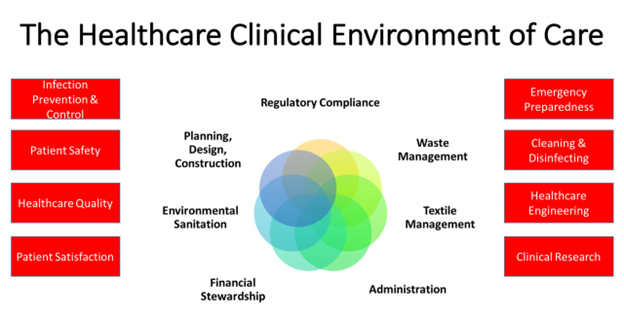 The Healthcare Clinical Environment of Care
Infection
Prevention &
Control
Patient Safety
Healthcare Quality
Patient Satisfaction
Regulatory Compliance
Planning,
Design,
Construction
Waste
Management
Environmental
Sanitation
Textile
Management
Financial
Stewardship
Administration
Emergency
Preparedness
Cleaning &
Disinfecting
Healthcare
Engineering
Clinical Research